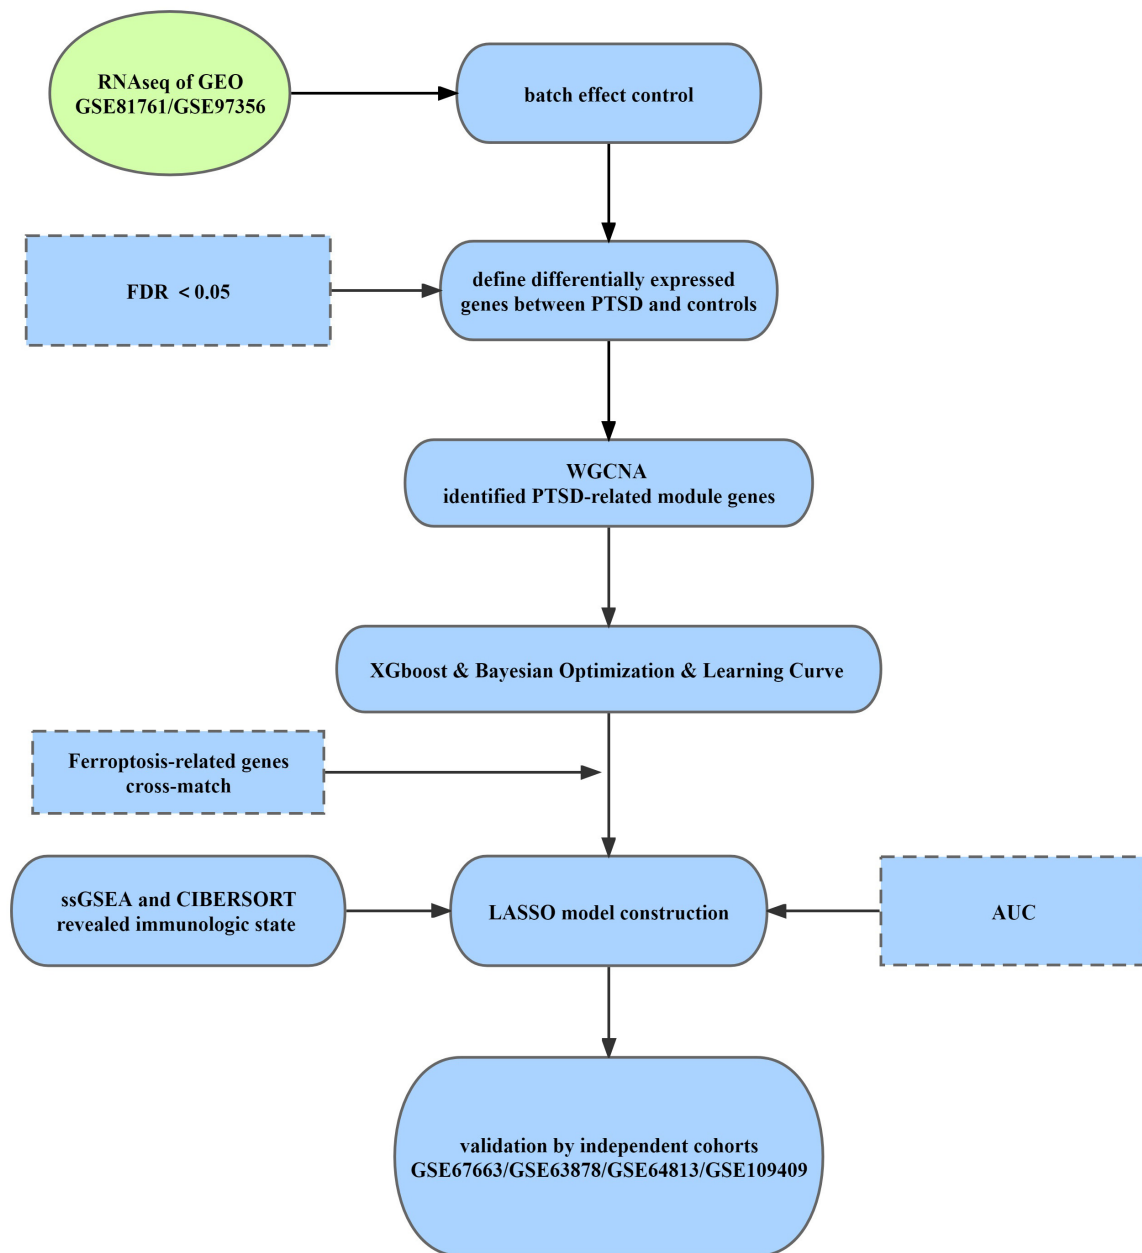 RNAseq of GEO
GSE81761/GSE97356
batch effect control
FDR < 0.05
define differentially expressed
genes between PTSD and controls
WGCNA
identified PTSD-related module genes
XGboost & Bayesian Optimization & Learning Curve
Ferroptosis-related genes
cross-match
ssGSEA and CIBERSORT
revealed immunologic state
LASSO model construction
AUC
validation by independent cohorts
GSE67663/GSE63878/GSE64813/GSE109409